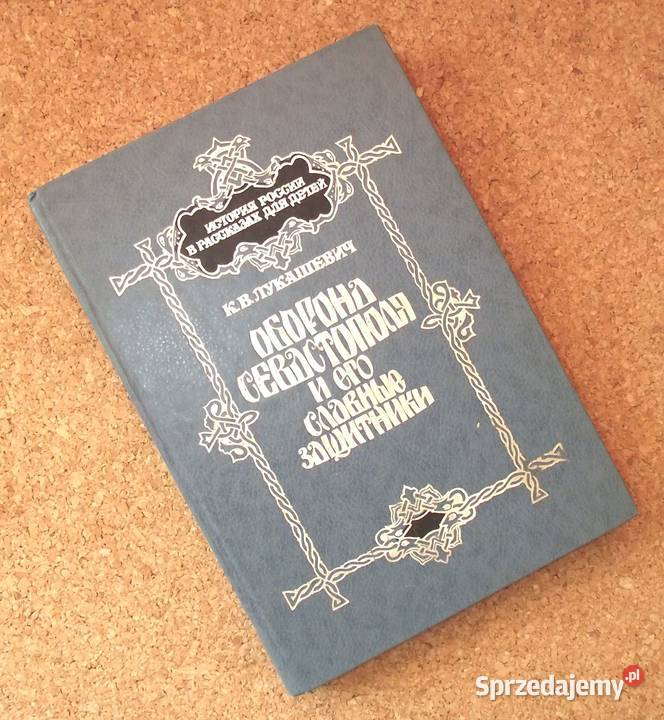 ИСТОРИЯ РОССИИ
В РАССКАЗАХ ДЛЯ ДЕТЕЙ
К.В.ЛУКАШЕВИЧ
ОБОРОНА
СЕВАСТОПОЛЯ
И ЕГО
СЛАВНЫЕ
ЗАЩИТНИКИ
Sprzedajemy.pl